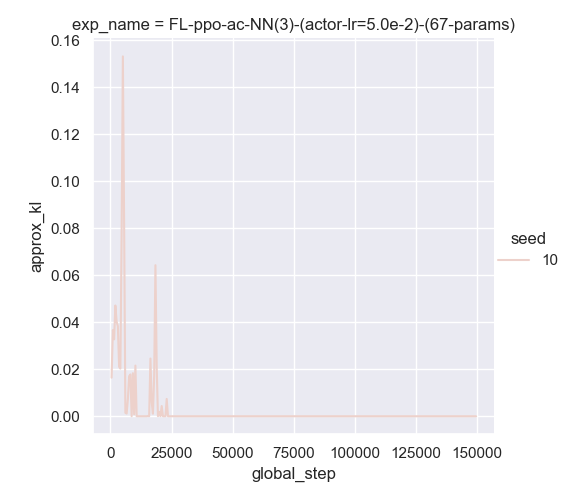 exp_name = FL-ppo-ac-NN(3)-(actor-lr=5.0e-2)-(67-params)
0.16
0.14
0.12
0.10
0.08
0.06
0.04
0.02
0.00
approx_kl
0 25000 50000 75000 100000 125000 150000
global_step
seed
10